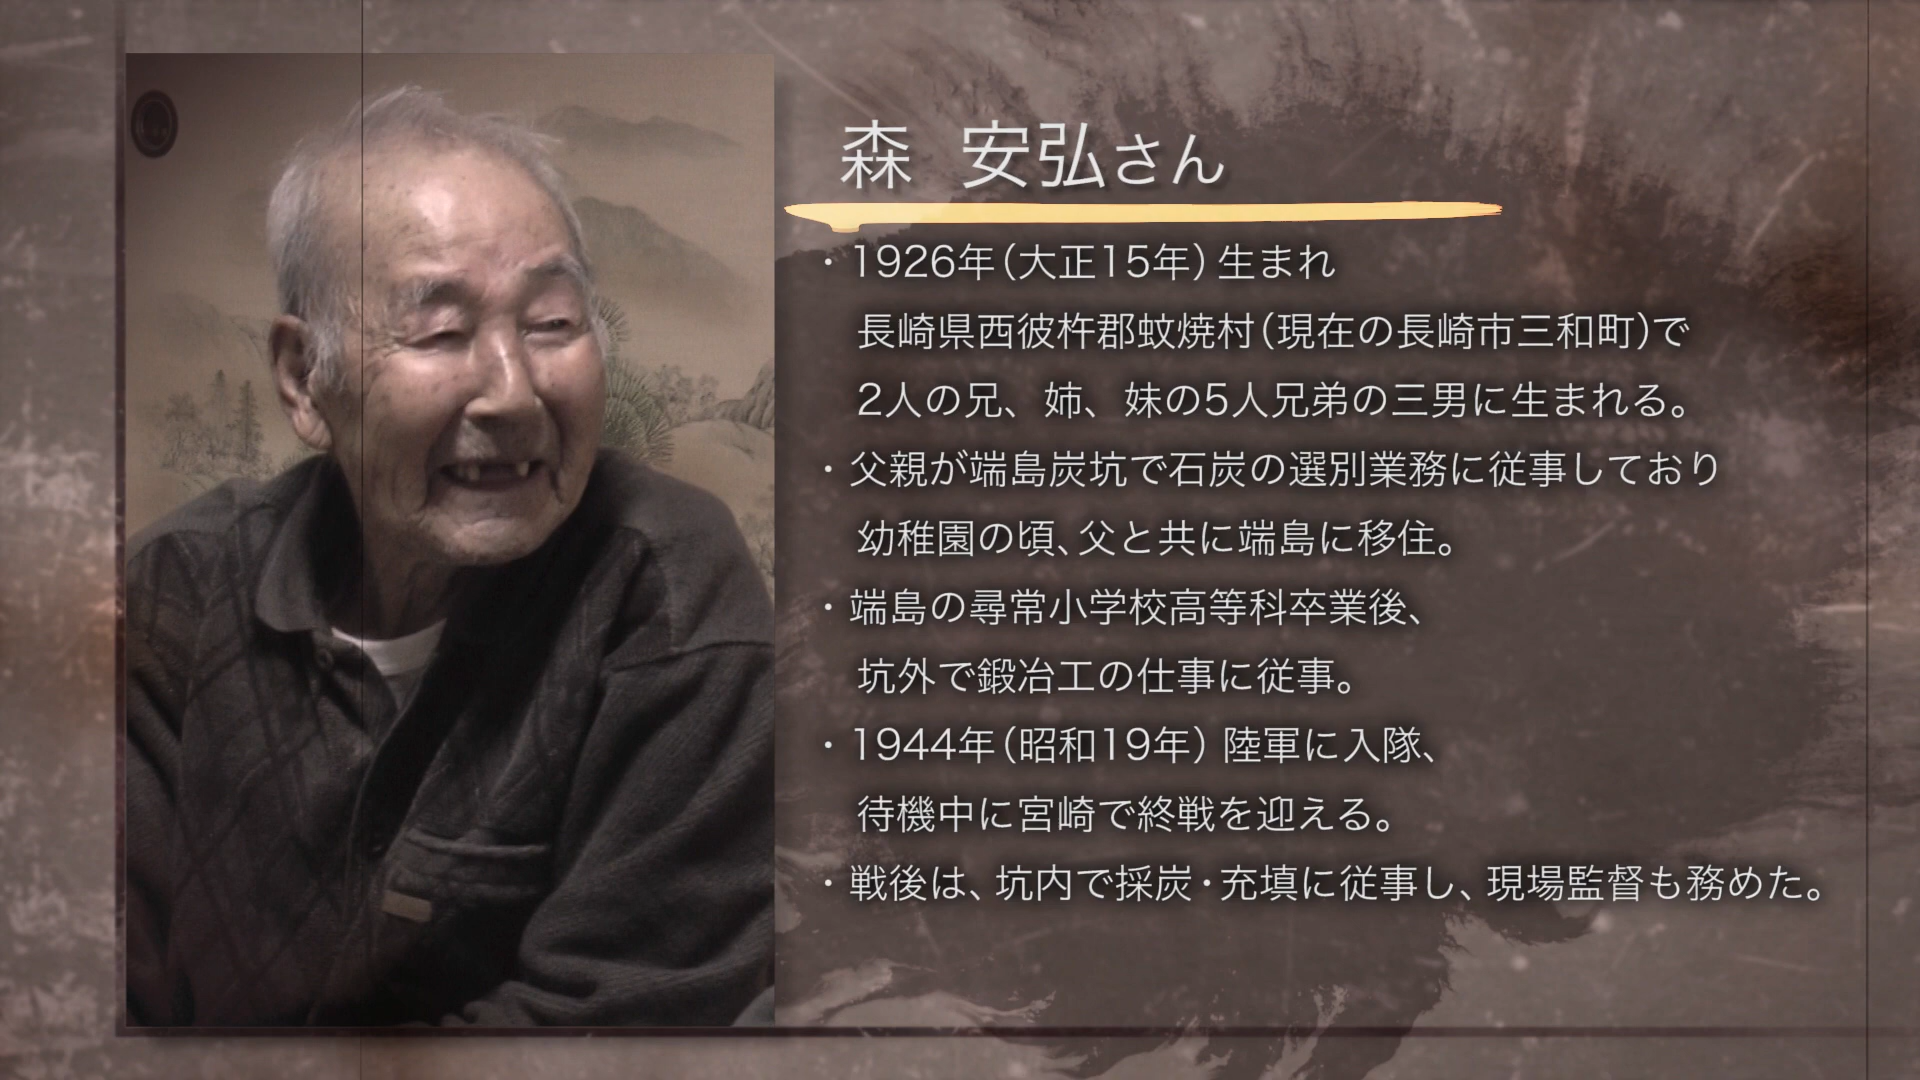 森 安弘さん
・1926年（大正15年）生まれ
長崎県西彼杵郡蚊焼村（現在の長崎市三和町）で
2人の兄、姉、妹の5人兄弟の三男に生まれる。
・父親が端島炭坑で石炭の選別業務に従事しており
幼稚園の頃、父と共に端島に移住。
・端島の尋常小学校高等科卒業後、
坑外で鍛冶工の仕事に従事。
・1944年（昭和19年）陸軍に入隊、
待機中に宮崎で終戦を迎える。
・戦後は、坑内で採炭・充填に従事し、現場監督も務めた。